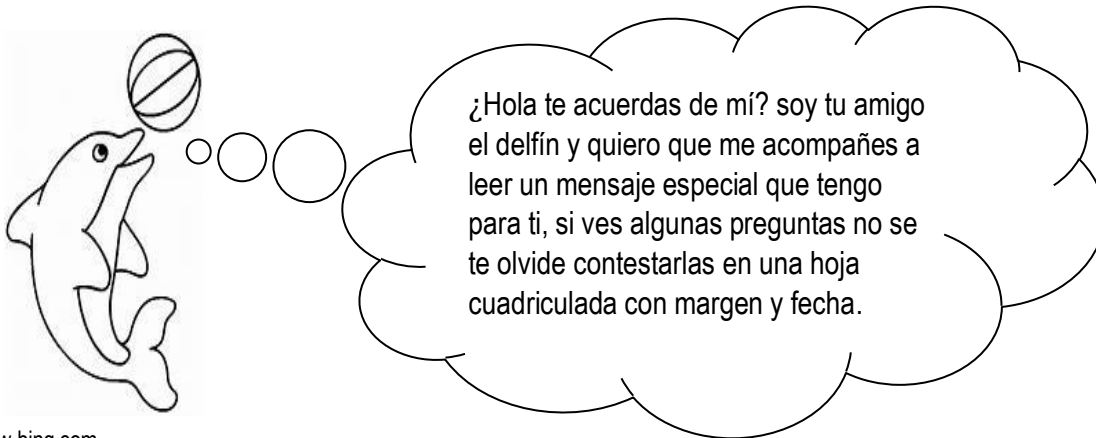 ¿Hola te acuerdas de mí? soy tu amigo
el delfín y quiero que me acompañes a
leer un mensaje especial que tengo
para ti, si ves algunas preguntas no se
te olvide contestarlas en una hoja
cuadriculada con margen y fecha.